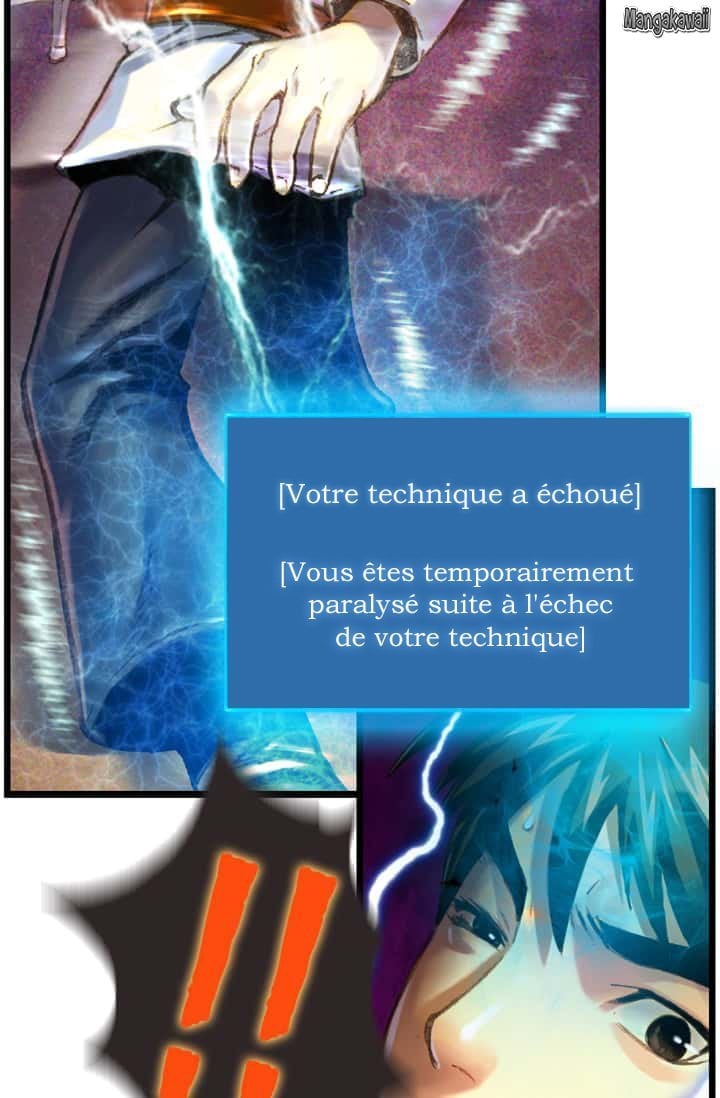 Mangakawaii
[Votre technique a échoué]
[Vous êtes temporairement
paralysé suite à l'échec
de votre technique]
!!